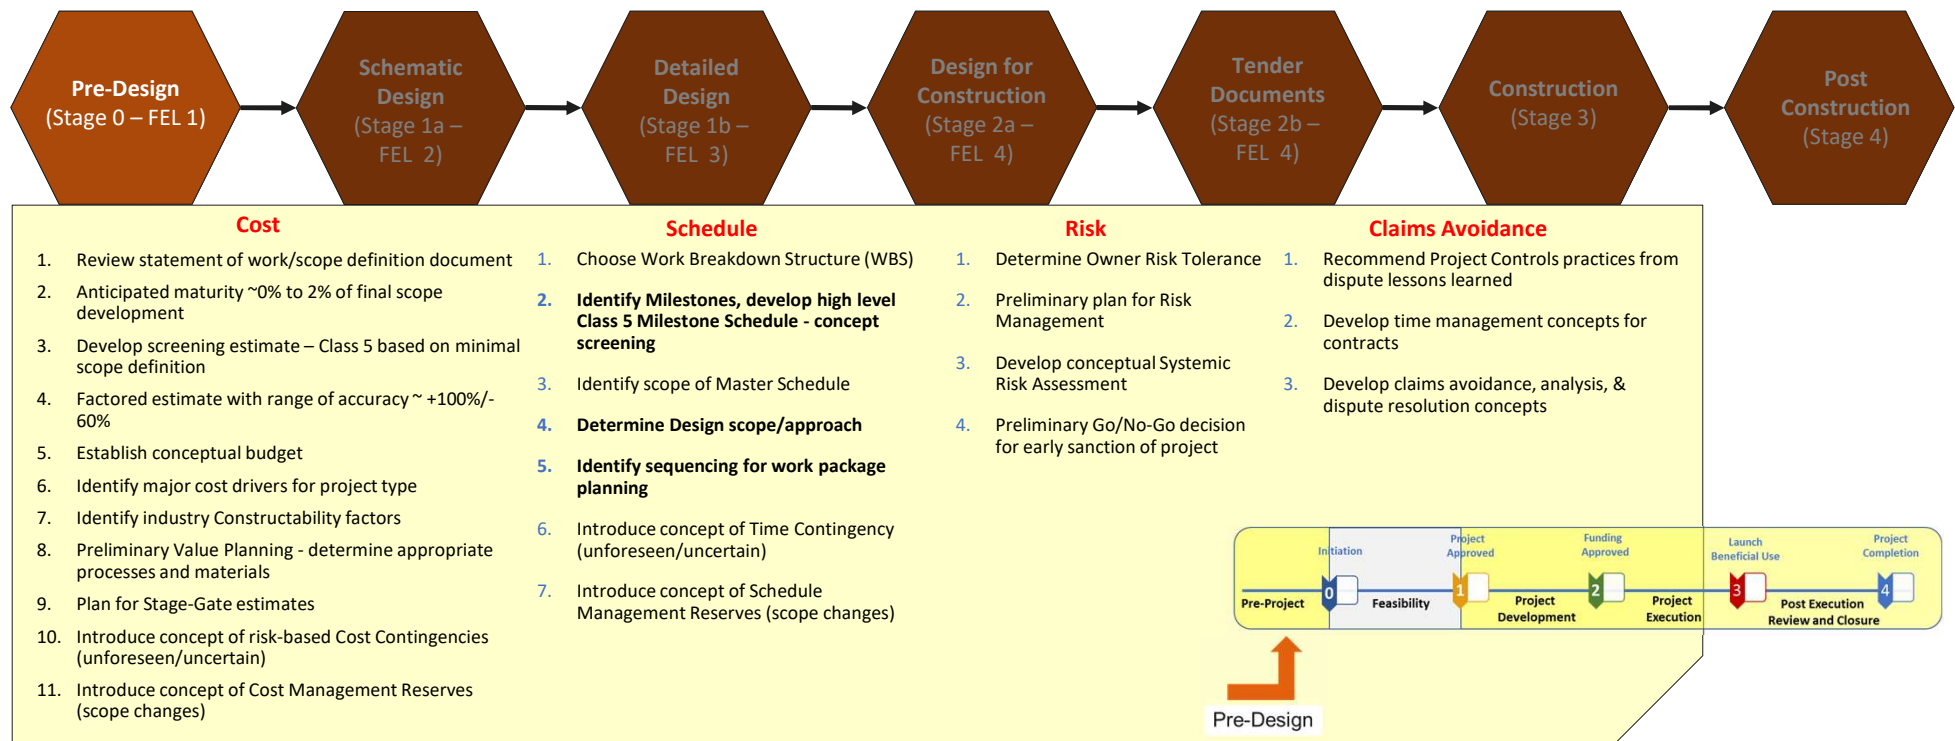 Pre-Design
(Stage 0 – FEL 1)
Schematic
Design
(Stage 1a –
FEL 2)
Detailed
Design
(Stage 1b –
FEL 3)
Design for
Construction
(Stage 2a –
FEL 4)
Tender
Documents
(Stage 2b –
FEL 4)
Construction
(Stage 3)
Post
Construction
(Stage 4)
Cost
1. Review statement of work/scope definition document
2. Anticipated maturity ~0% to 2% of final scope
development
3. Develop screening estimate – Class 5 based on minimal
scope definition
4. Factored estimate with range of accuracy ~ +100%/-
60%
5. Establish conceptual budget
6. Identify major cost drivers for project type
7. Identify industry Constructability factors
8. Preliminary Value Planning - determine appropriate
processes and materials
9. Plan for Stage-Gate estimates
10. Introduce concept of risk-based Cost Contingencies
(unforeseen/uncertain)
11. Introduce concept of Cost Management Reserves
(scope changes)
Schedule
1. Choose Work Breakdown Structure (WBS)
2. Identify Milestones, develop high level
Class 5 Milestone Schedule - concept
screening
3. Identify scope of Master Schedule
4. Determine Design scope/approach
5. Identify sequencing for work package
planning
6. Introduce concept of Time Contingency
(unforeseen/uncertain)
7. Introduce concept of Schedule
Management Reserves (scope changes)
Risk
1. Determine Owner Risk Tolerance
2. Preliminary plan for Risk
Management
3. Develop conceptual Systemic
Risk Assessment
4. Preliminary Go/No-Go decision
for early sanction of project
Claims Avoidance
1. Recommend Project Controls practices from
dispute lessons learned
2. Develop time management concepts for
contracts
3. Develop claims avoidance, analysis, &
dispute resolution concepts
Initiation
Project
Approved
Funding
Approved
Launch
Beneficial Use
Project
Completion
0
1
2
3
4
Pre-Project
Feasibility
Project
Development
Project
Execution
Post Execution
Review and Closure
Pre-Design